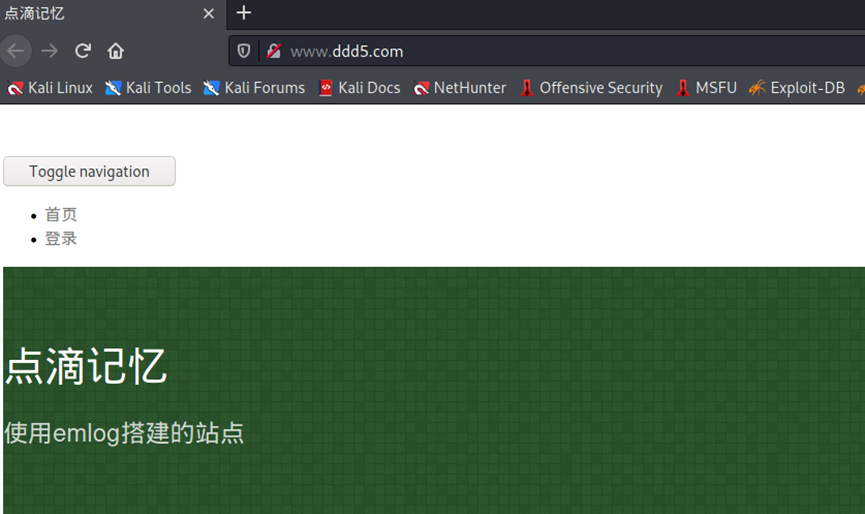 点滴记忆
www.ddd5.com
Kali Linux Kali Tools Kali Forums Kali Docs NetHunter Offensive Security MSFU Exploit-DB
Toggle navigation
首页
登录
点滴记忆
使用emlog搭建的站点